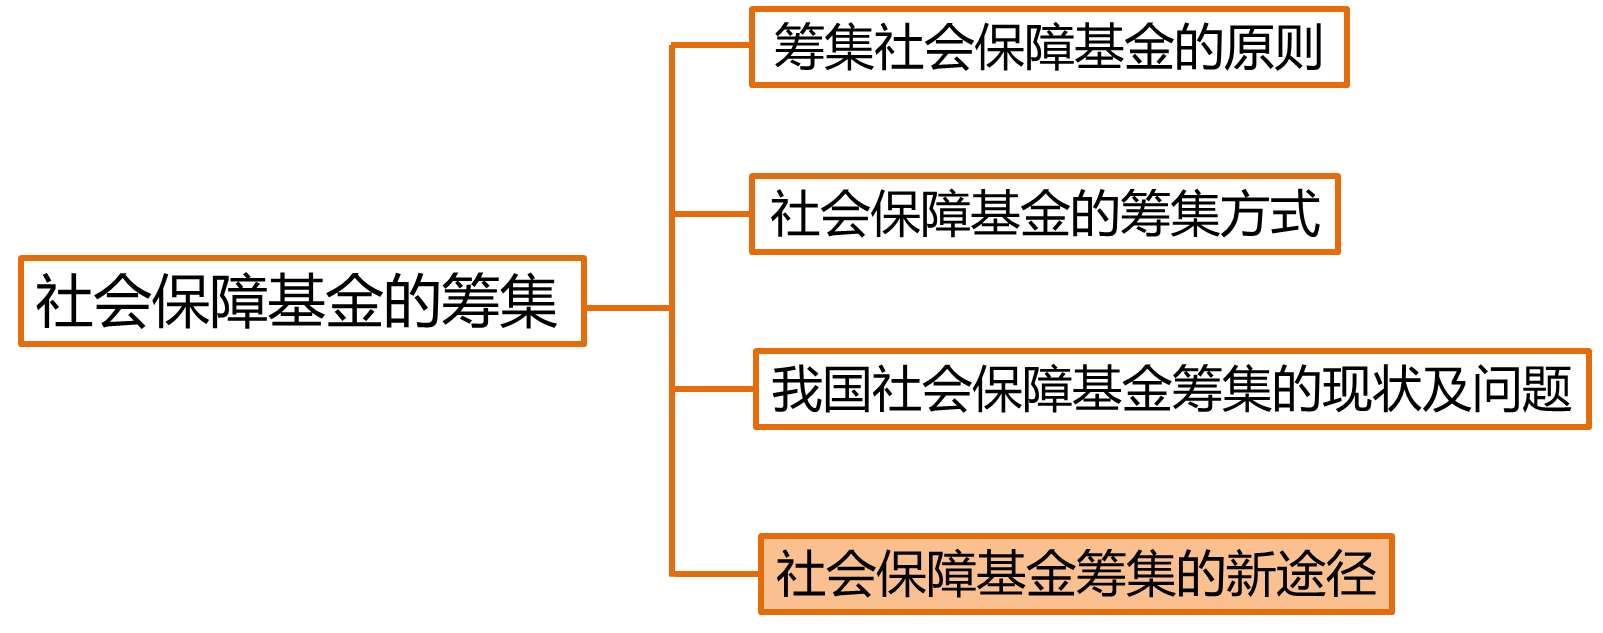 筹集社会保障基金的原则
社会保障基金的筹集方式
社会保障基金的筹集
我国社会保障基金筹集的现状及问题
社会保障基金筹集的新途径